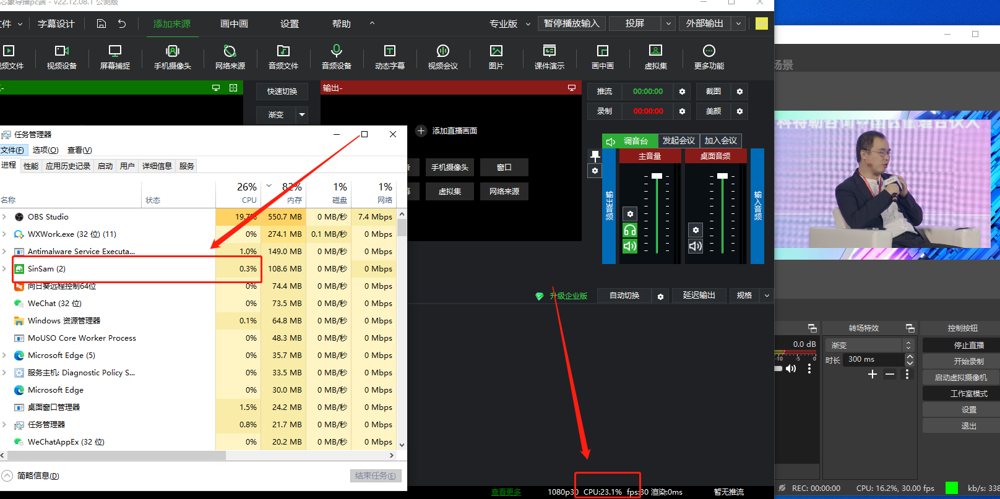 芯象导播pc端 - v22.12.08.1 公测版
文件
字幕设计
添加来源
画中画
设置
帮助
专业版
暂停播放输入
投屏
外部输出
视频文件
视频设备
屏幕捕捉
手机摄像头
网络来源
音频文件
音频设备
动态字幕
视频会议
图片
课件演示
画中画
虚拟集
更多功能
快速切换
渐变
输出-
添加直播画面
手机摄像头
窗口
虚拟集
网络来源
推流 00:00:00
截图
录制 00:00:00
美颜
调音台
发起会议
加入会议
主音量
桌面音频
输出音频
输入音频
升级企业版
自动切换
延迟输出
规格
查看更多
1080p30 CPU:23.1% fps:30 渲染:0ms
暂无推流
任务管理器
文件(F) 选项(O) 查看(V)
进程 性能 应用历史记录 启动 用户 详细信息 服务
26% 82% 1% 1%
名称 状态 CPU 内存 磁盘 网络
OBS Studio 19.7% 550.7 MB 0 MB/秒 7.4 Mbps
WXWork.exe (32 位) (11) 0% 274.1 MB 0.1 MB/秒 0 Mbps
Antimalware Service Executa... 1.0% 149.0 MB 0 MB/秒 0 Mbps
SinSam (2) 0.3% 108.6 MB 0 MB/秒 0 Mbps
向日葵远程控制64位 0% 74.4 MB 0 MB/秒 0 Mbps
WeChat (32 位) 0% 73.5 MB 0 MB/秒 0 Mbps
Windows 资源管理器 0.1% 64.8 MB 0 MB/秒 0 Mbps
MoUSO Core Worker Process 0% 48.3 MB 0 MB/秒 0 Mbps
Microsoft Edge (5) 0% 35.7 MB 0 MB/秒 0 Mbps
服务主机: Diagnostic Policy S... 0% 33.5 MB 0 MB/秒 0 Mbps
Microsoft Edge 0% 30.0 MB 0 MB/秒 0 Mbps
桌面窗口管理器 1.5% 24.2 MB 0 MB/秒 0 Mbps
任务管理器 0.8% 21.7 MB 0 MB/秒 0 Mbps
WeChatAppEx (32 位) 0% 20.2 MB 0 MB/秒 0 Mbps
简略信息(D)
结束任务(E)
场景
0.0 dB
-10 -5 0
转场特效
渐变
时长 300 ms
控制按钮
停止直播
开始录制
启动虚拟摄像机
工作室模式
设置
退出
REC: 00:00:00
CPU: 16.2%, 30.00 fps
kb/s: 338